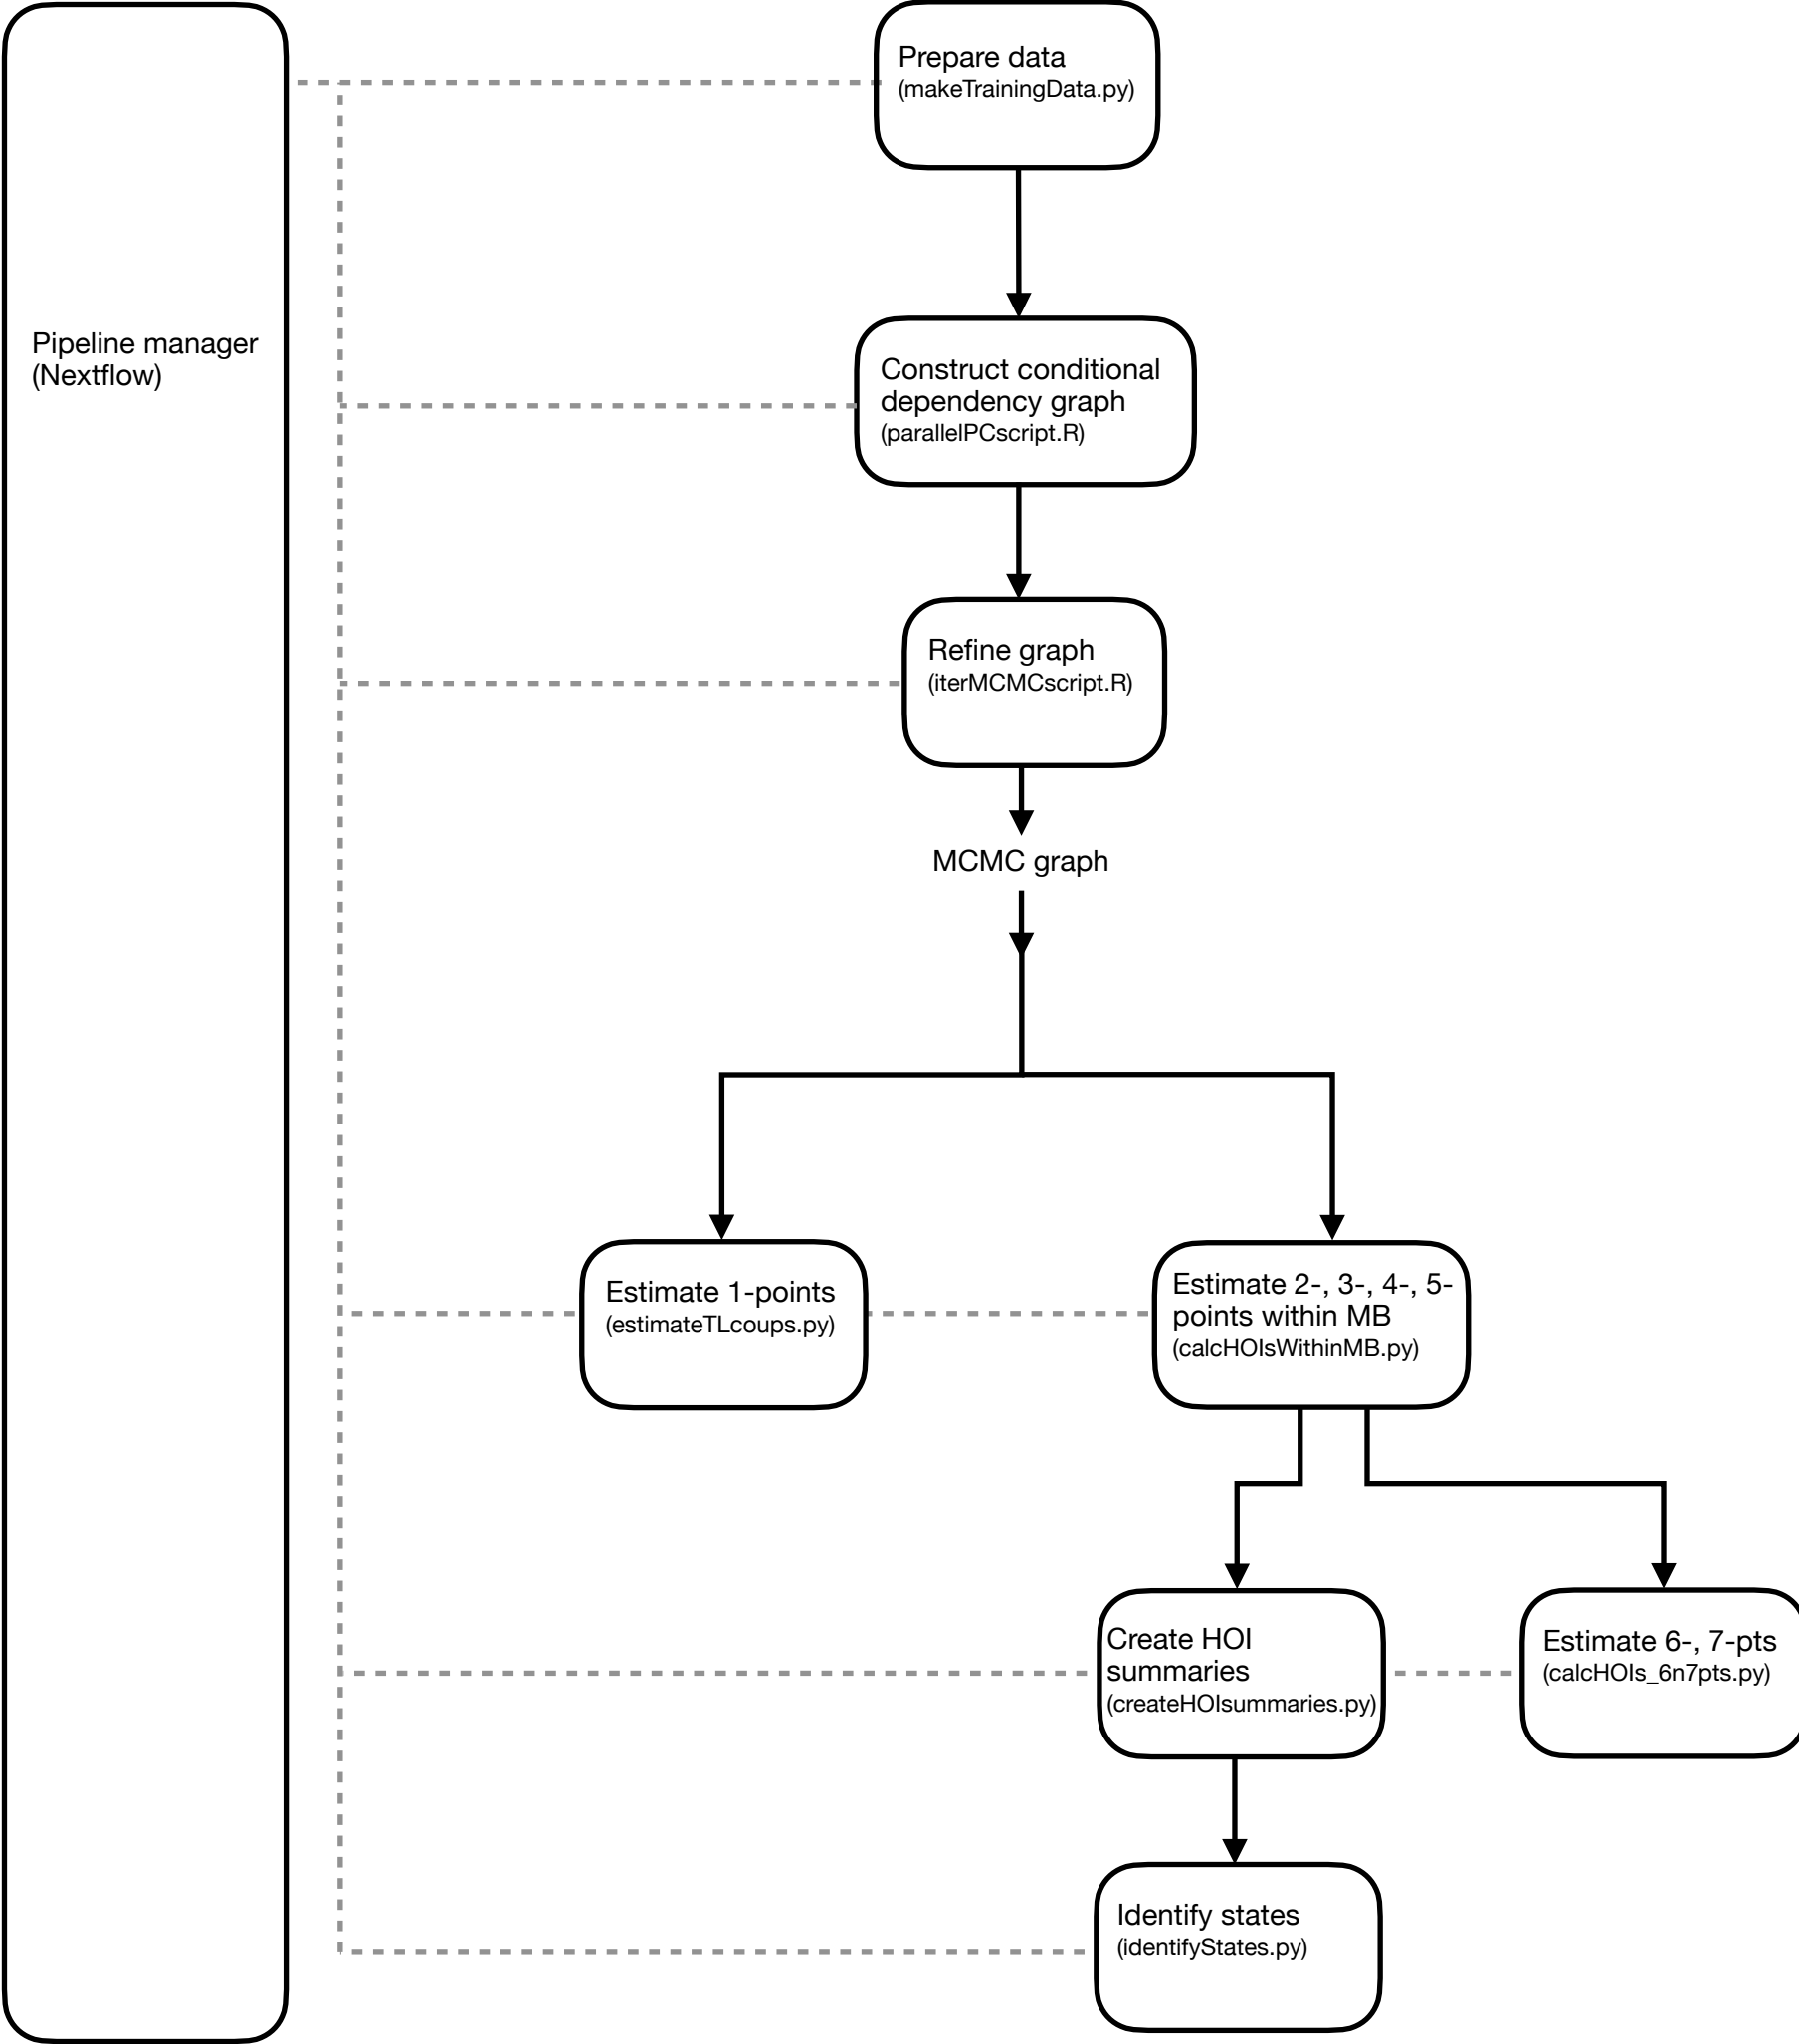 Prepare data
(makeTrainingData.py)
Pipeline manager
(Nextflow)
Construct conditional
dependency graph
(parallelPCscript.R)
Refine graph
(iterMCMCscript.R)
MCMC graph
Estimate 1-points
(estimateTLcoups.py)
Estimate 2-, 3-, 4-, 5-
points within MB
(calcHOIsWithinMB.py)
Create HOI
summaries
(createHOIsummaries.py)
Estimate 6-, 7-pts
(calcHOIs_6n7pts.py)
Identify states
(identifyStates.py)